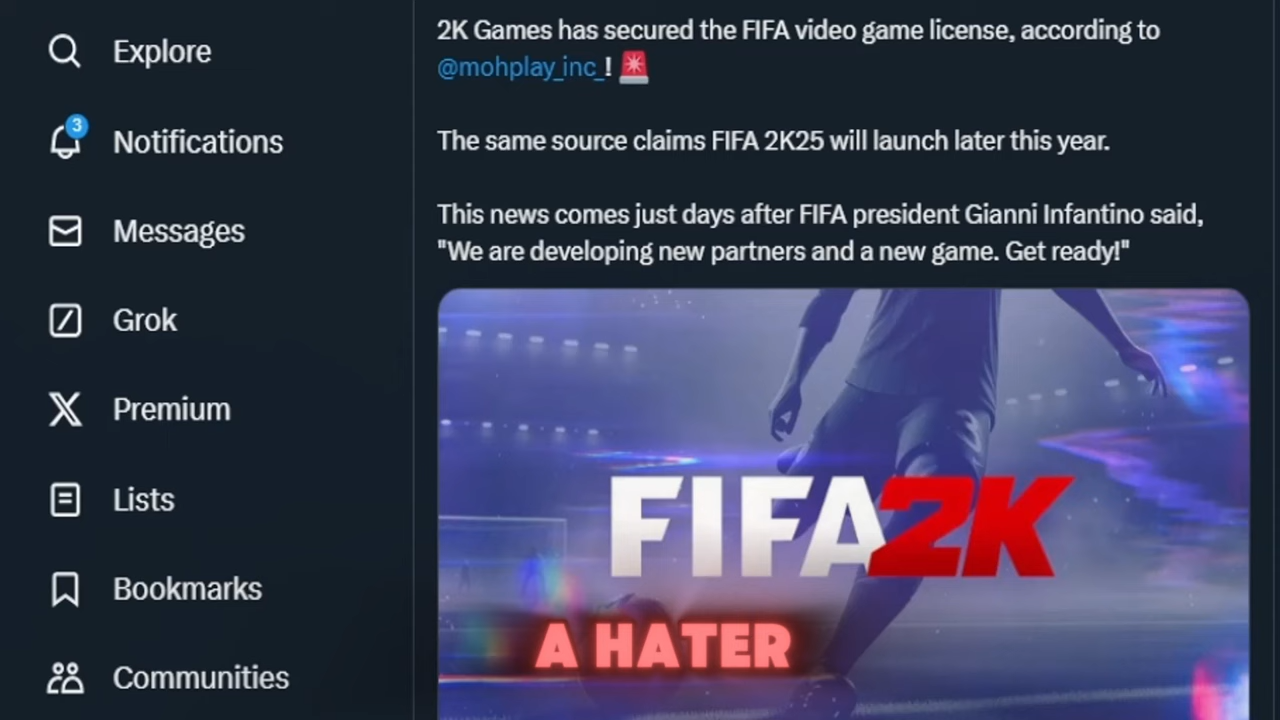 Explore
3
Notifications
Messages
Grok
Premium
Lists
Bookmarks
Communities
2K Games has secured the FIFA video game license, according to
@mohplay_inc_!
The same source claims FIFA 2K25 will launch later this year.
This news comes just days after FIFA president Gianni Infantino said,
"We are developing new partners and a new game. Get ready!"
FIFA2K
A HATER